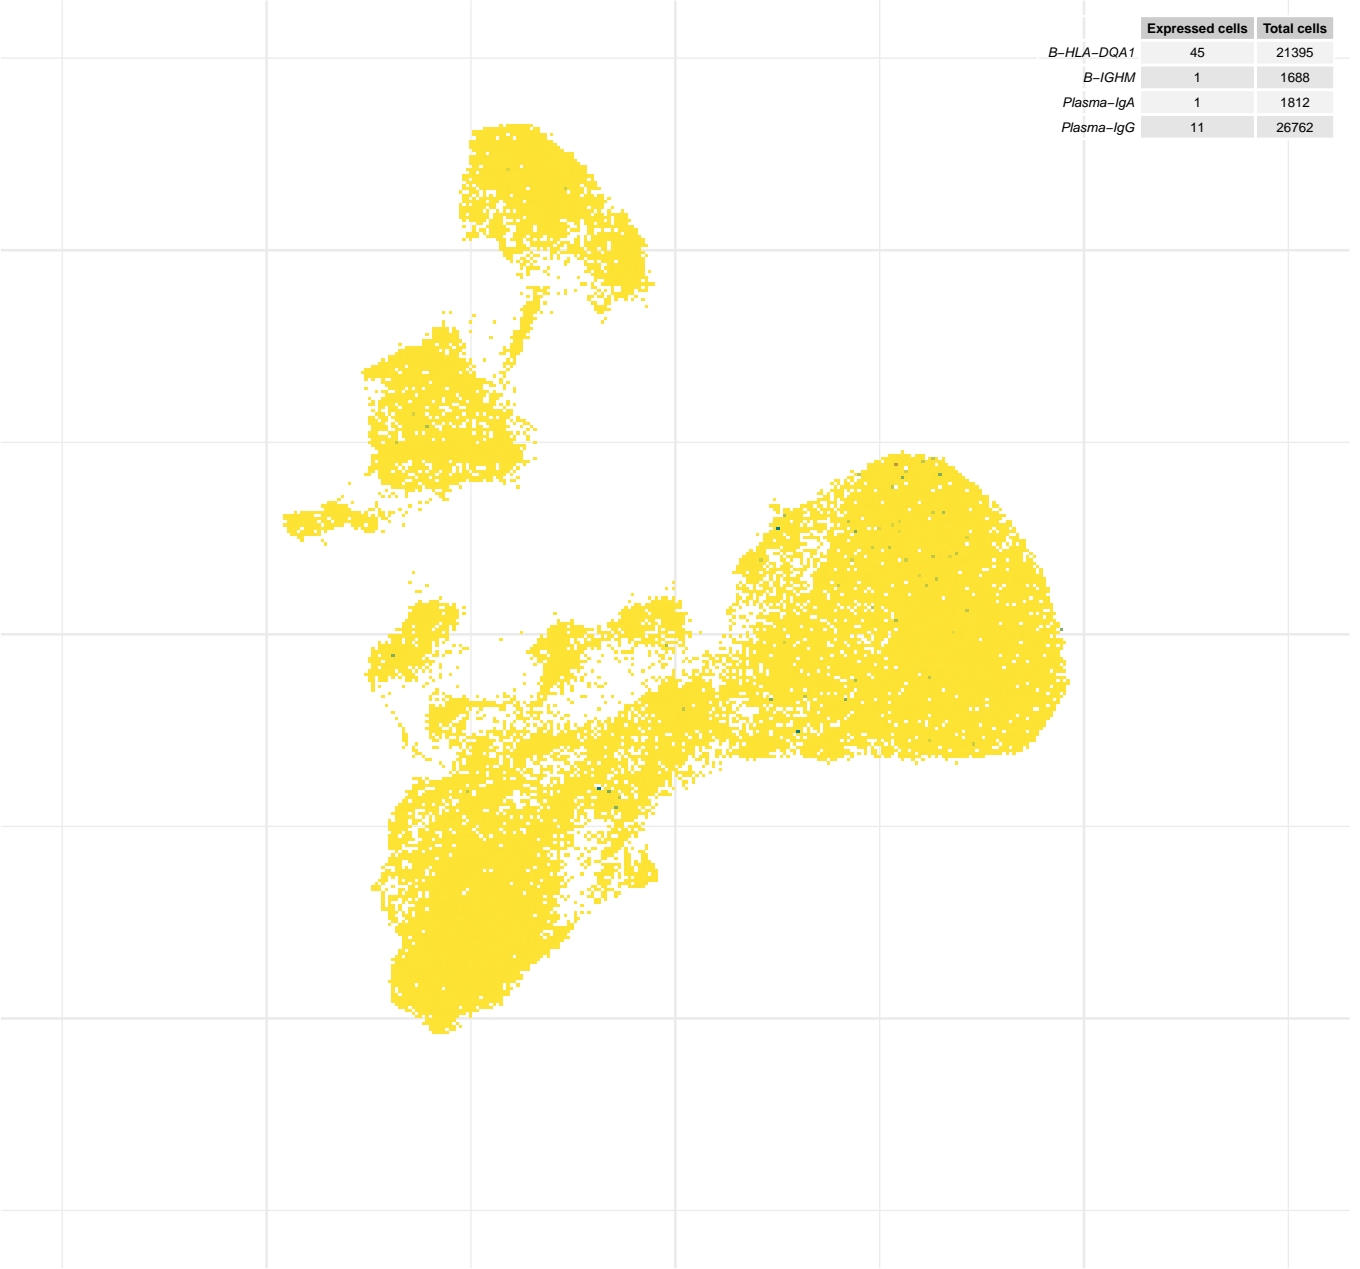 Expressed cells Total cells
B−HLA−DQA1 45 21395
B−IGHM 1 1688
Plasma−IgA 1 1812
Plasma−IgG 11 26762